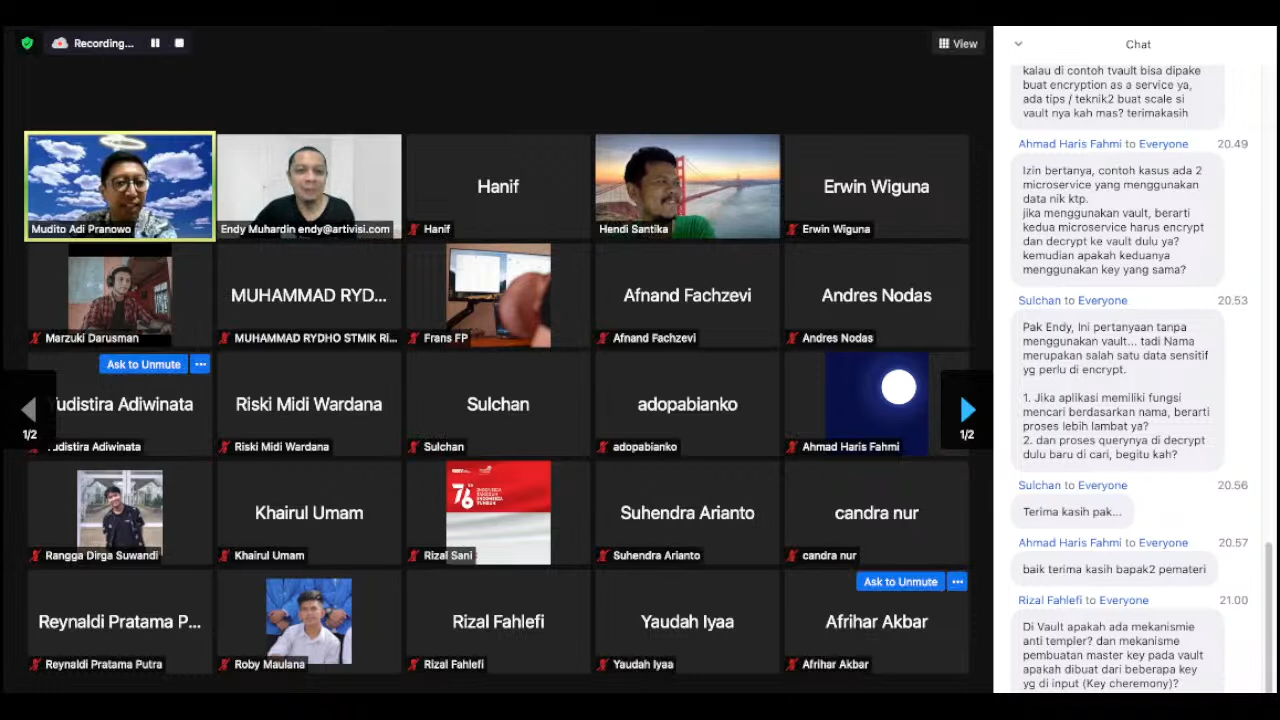 Recording...
View
Mudito Adi Pranowo
Endy Muhardin endy@artivisi.com
Hanif
Hanif
Hendi Santika
Erwin Wiguna
Erwin Wiguna
Marzuki Darusman
MUHAMMAD RYD...
MUHAMMAD RYDHO STMIK Ri...
Frans FP
Afnand Fachzevi
Afnand Fachzevi
Andres Nodas
Andres Nodas
Ask to Unmute
Yudistira Adiwinata
Yudistira Adiwinata
Riski Midi Wardana
Riski Midi Wardana
Sulchan
Sulchan
adopabianko
adopabianko
Ahmad Haris Fahmi
1/2
1/2
Rangga Dirga Suwandi
Khairul Umam
Khairul Umam
76
Rizal Sani
Suhendra Arianto
Suhendra Arianto
candra nur
candra nur
Reynaldi Pratama P...
Reynaldi Pratama Putra
Roby Maulana
Rizal Fahlefi
Rizal Fahlefi
Yaudah Iyaa
Yaudah Iyaa
Ask to Unmute
Afrihar Akbar
Afrihar Akbar
Chat
kalau di contoh tvault bisa dipake
buat encryption as a service ya,
ada tips / teknik2 buat scale si
vault nya kah mas? terimakasih
Ahmad Haris Fahmi to Everyone 20.49
Izin bertanya, contoh kasus ada 2
microservice yang menggunakan
data nik ktp.
jika menggunakan vault, berarti
kedua microservice harus encrypt
dan decrypt ke vault dulu ya?
kemudian apakah keduanya
menggunakan key yang sama?
Sulchan to Everyone 20.53
Pak Endy, Ini pertanyaan tanpa
menggunakan vault... tadi Nama
merupakan salah satu data sensitif
yg perlu di encrypt.
1. Jika aplikasi memiliki fungsi
mencari berdasarkan nama, berarti
proses lebih lambat ya?
2. dan proses querynya di decrypt
dulu baru di cari, begitu kah?
Sulchan to Everyone 20.56
Terima kasih pak...
Ahmad Haris Fahmi to Everyone 20.57
baik terima kasih bapak2 pemateri
Rizal Fahlefi to Everyone 21.00
Di Vault apakah ada mekanismie
anti templer? dan mekanisme
pembuatan master key pada vault
apakah dibuat dari beberapa key
yg di input (Key cheremony)?